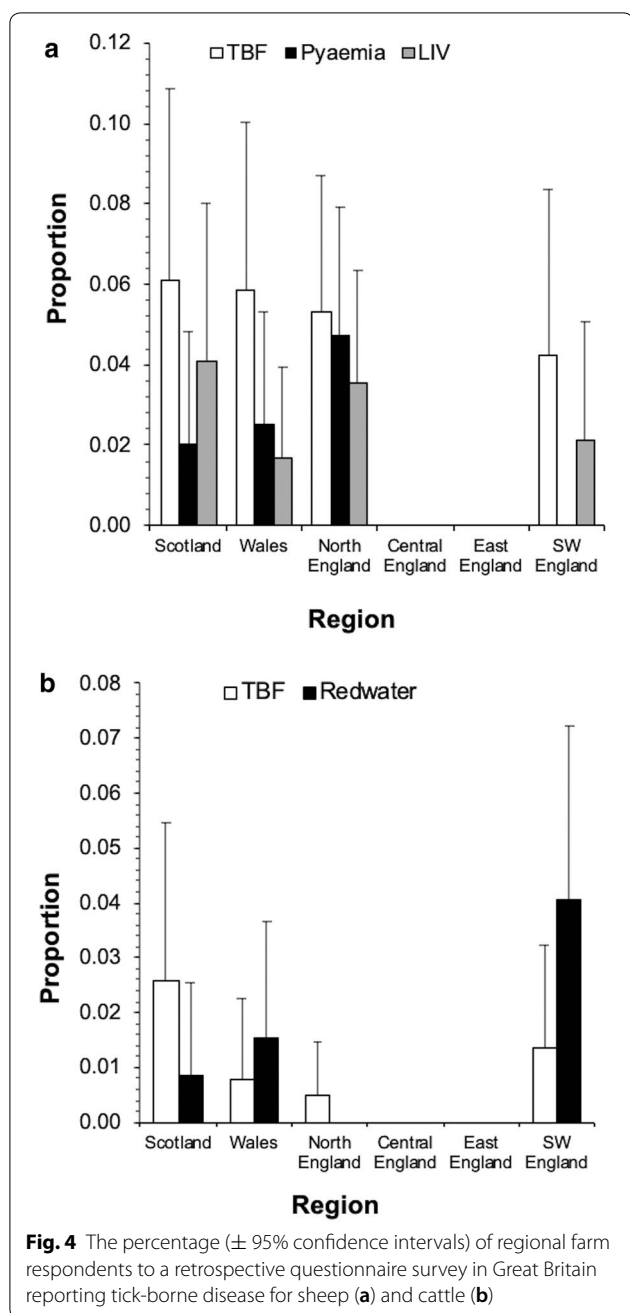 a
TBF Pyaemia LIV
0.12
0.10
0.08
0.06
0.04
0.02
0.00
Proportion
Scotland Wales North England Central England East England SW England
Region
b
TBF Redwater
0.08
0.07
0.06
0.05
0.04
0.03
0.02
0.01
0.00
Proportion
Scotland Wales North England Central England East England SW England
Region
Fig. 4 The percentage (± 95% confidence intervals) of regional farm
respondents to a retrospective questionnaire survey in Great Britain
reporting tick-borne disease for sheep (a) and cattle (b)